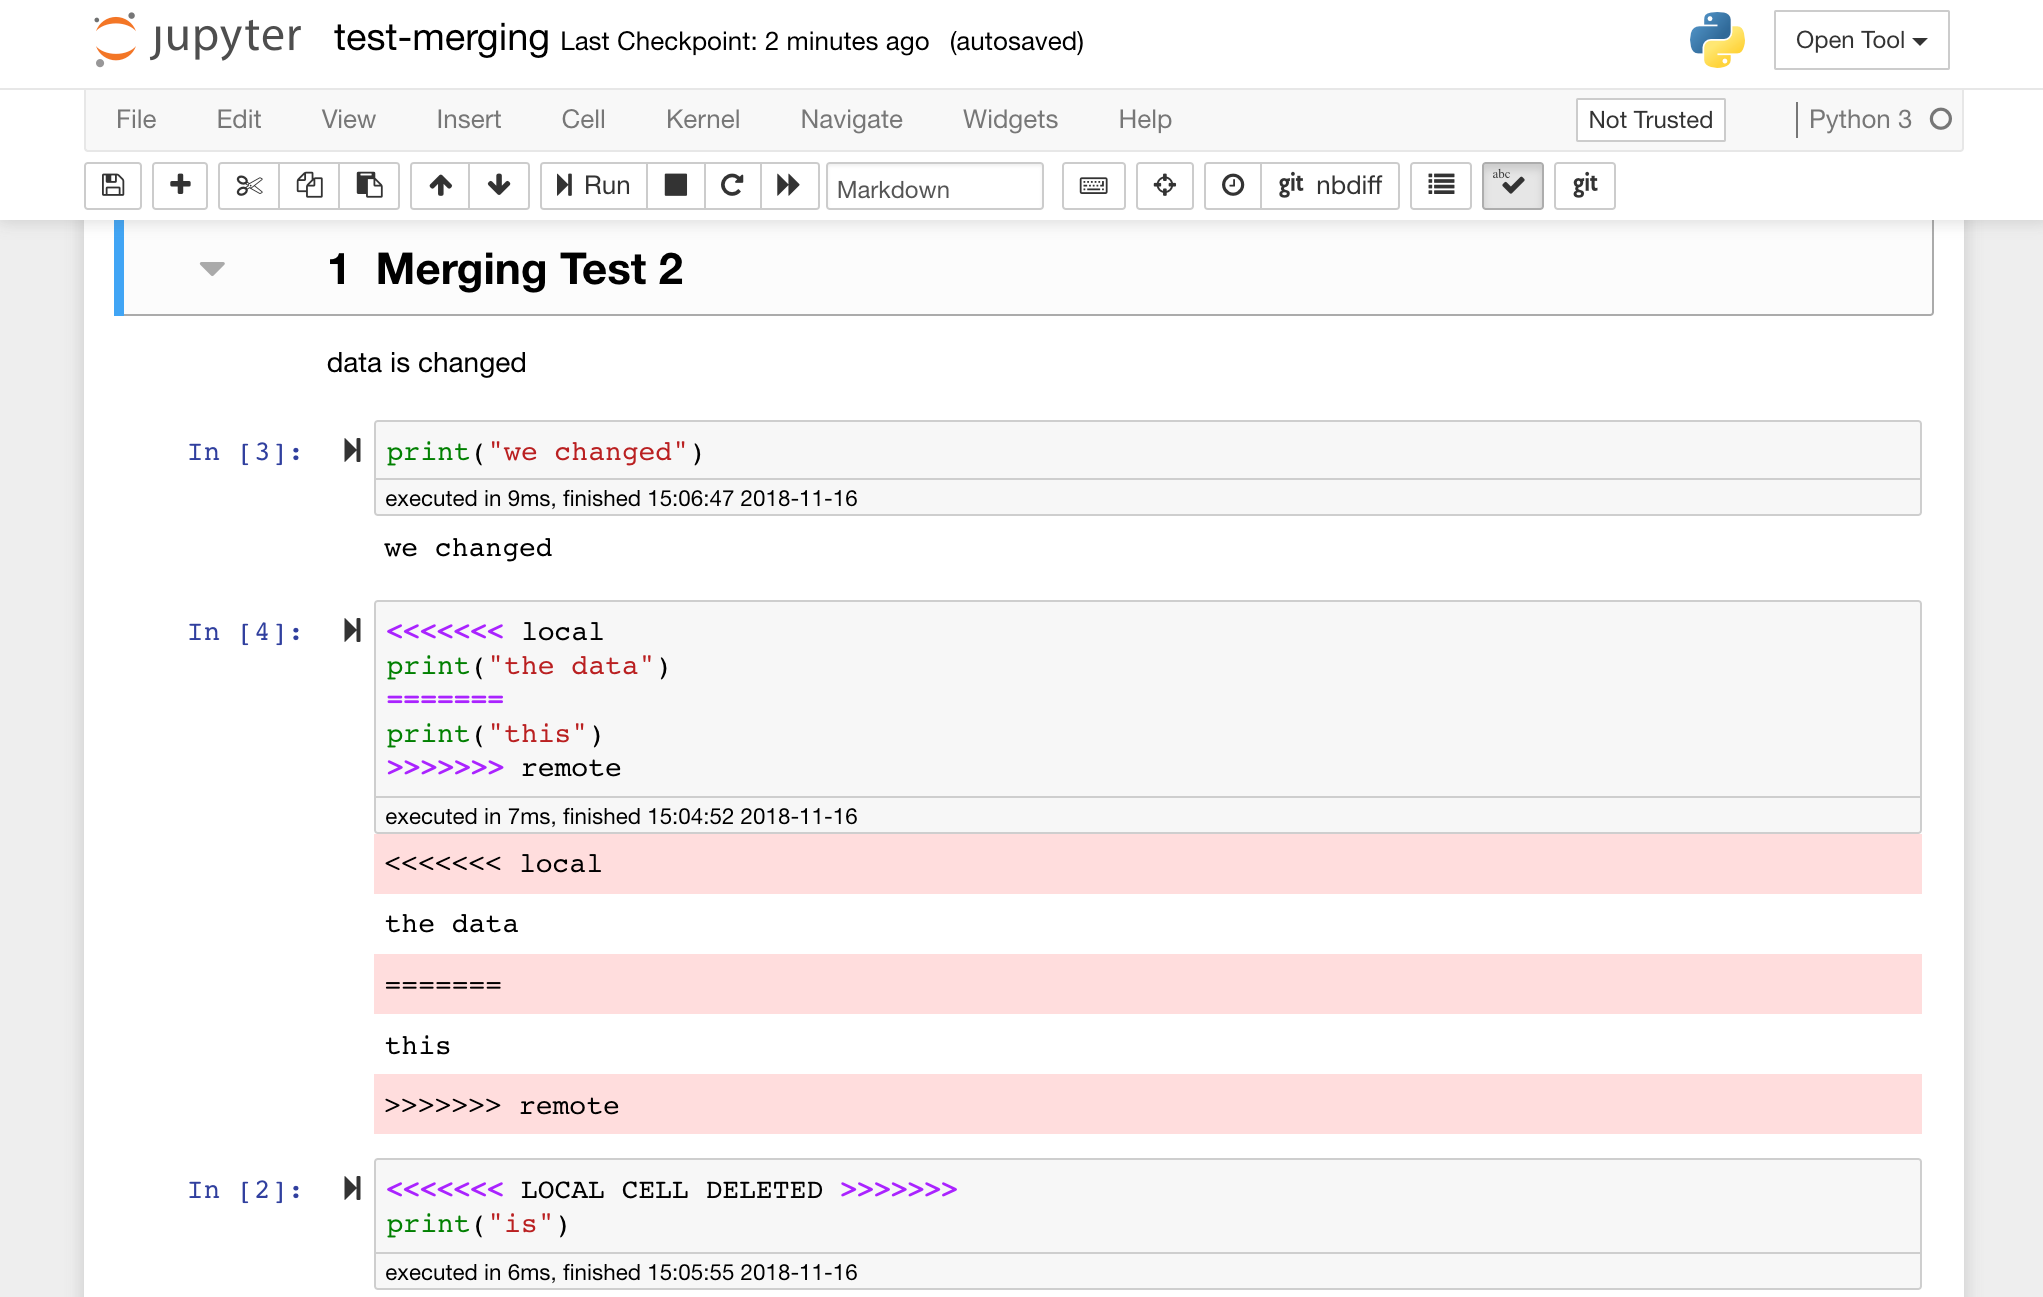 jupyter test-merging Last Checkpoint: 2 minutes ago (autosaved)
Open Tool
File Edit View Insert Cell Kernel Navigate Widgets Help
Not Trusted
Python 3
Run
Markdown
git nbdiff
abc
git
1 Merging Test 2
data is changed
In [3]:
print("we changed")
executed in 9ms, finished 15:06:47 2018-11-16
we changed
In [4]:
<<<<<<< local
print("the data")
=======
print("this")
>>>>>>> remote
executed in 7ms, finished 15:04:52 2018-11-16
<<<<<<< local
the data
=======
this
>>>>>>> remote
In [2]:
<<<<<<< LOCAL CELL DELETED >>>>>>>
print("is")
executed in 6ms, finished 15:05:55 2018-11-16